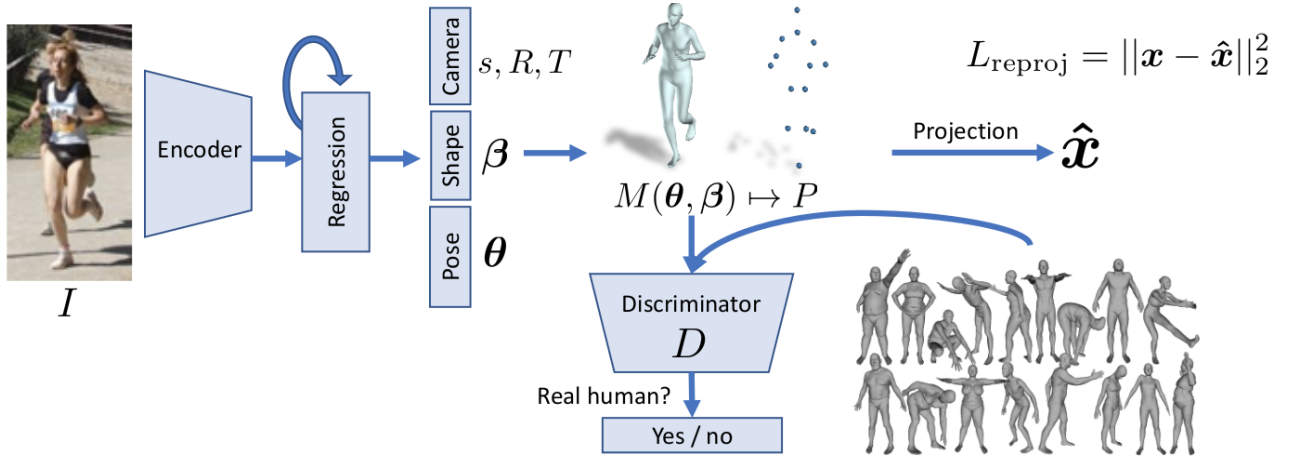 I
Encoder
Regression
Camera
s, R, T
Shape
β
Pose
θ
M(θ, β) ↦ P
L_reproj = ||x − x̂||₂²
Projection
x̂
Discriminator
D
Real human?
Yes / no